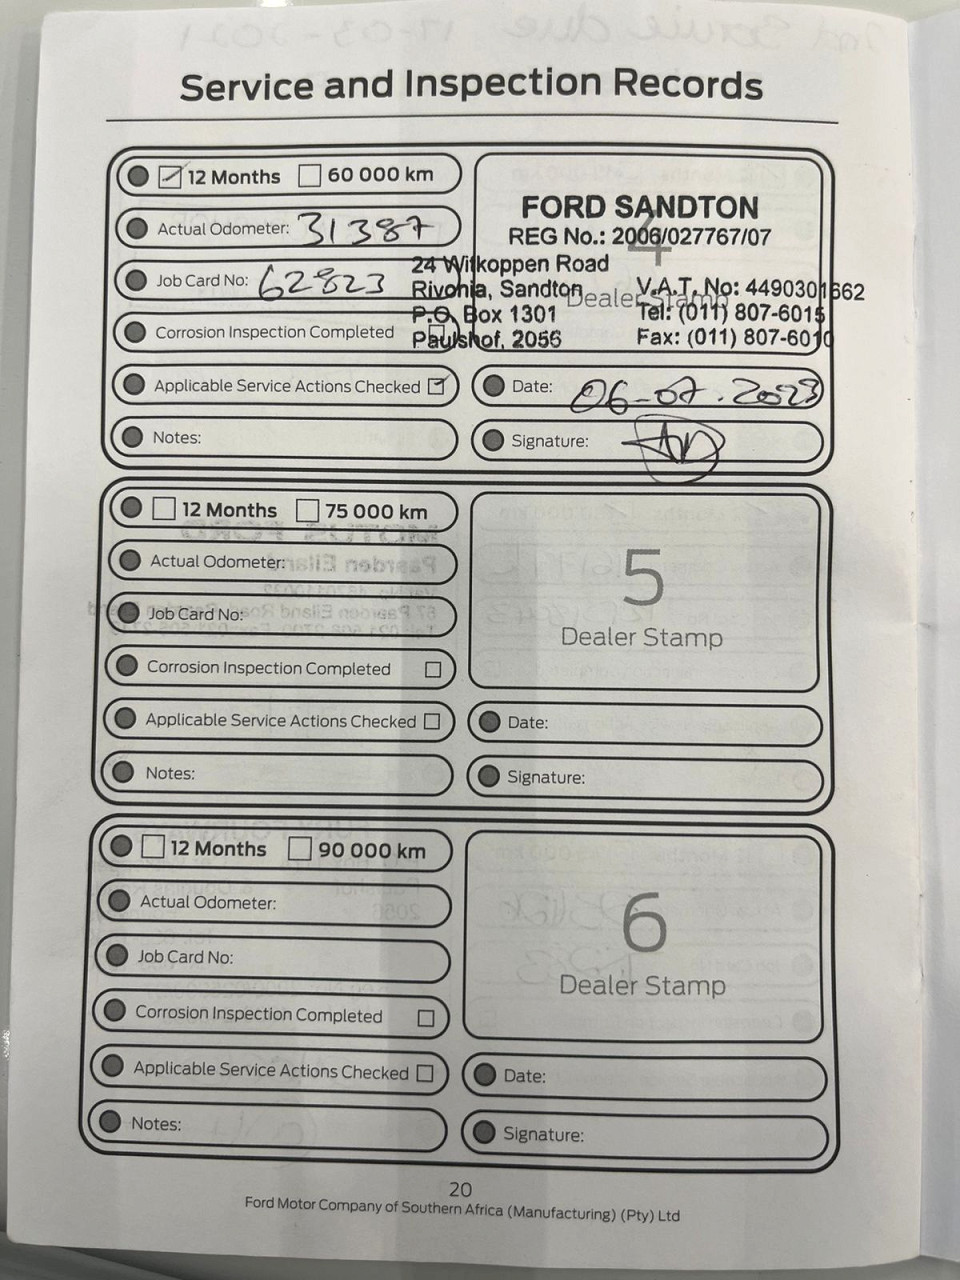 Service and Inspection Records
12 Months 60 000 km
Actual Odometer: 31387
Job Card No: 62823
Corrosion Inspection Completed
Applicable Service Actions Checked
Notes:
4
Dealer Stamp
FORD SANDTON
REG No.: 2006/027767/07
24 Witkoppen Road
Rivonia, Sandton
P.O. Box 1301
Paulshof, 2056
V.A.T. No: 4490301662
Tel: (011) 807-6015
Fax: (011) 807-6010
Date: 06-07.2023
Signature:
12 Months 75 000 km
Actual Odometer:
Job Card No:
Corrosion Inspection Completed
Applicable Service Actions Checked
Notes:
5
Dealer Stamp
Date:
Signature:
12 Months 90 000 km
Actual Odometer:
Job Card No:
Corrosion Inspection Completed
Applicable Service Actions Checked
Notes:
6
Dealer Stamp
Date:
Signature:
20
Ford Motor Company of Southern Africa (Manufacturing) (Pty) Ltd